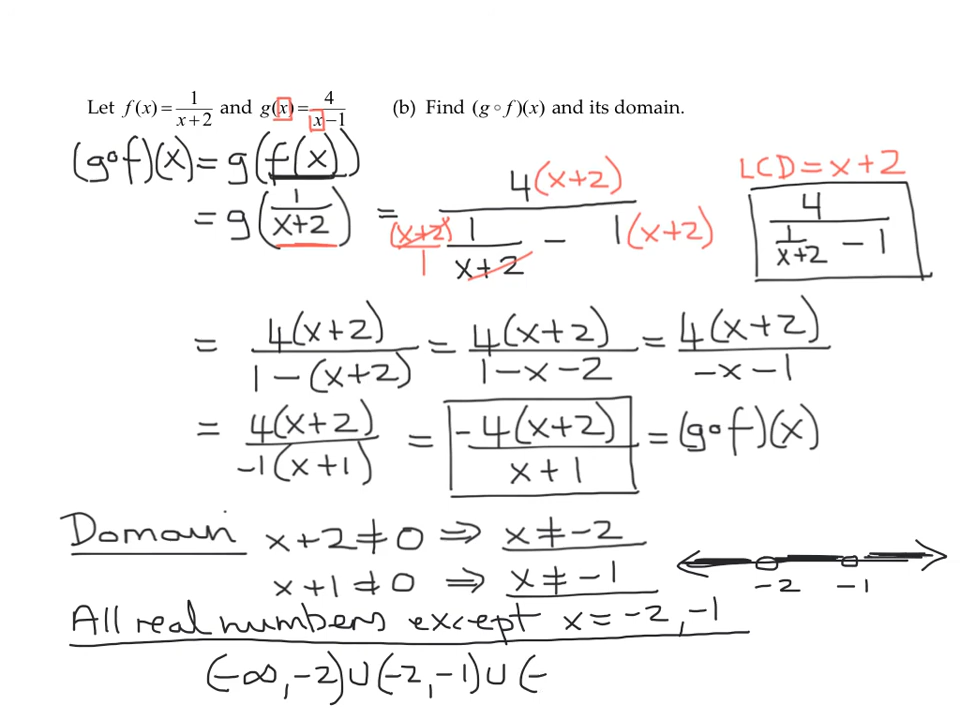 Let f(x) = 1/(x+2) and g(x) = 4/(x−1) (b) Find (g∘f)(x) and its domain.
(g∘f)(x) = g(f(x))
LCD = x+2
= g(1/(x+2)) = 4(x+2) / ((x+2)/1 · 1/(x+2) − 1(x+2))
4/(1/(x+2) − 1)
= 4(x+2)/(1−(x+2)) = 4(x+2)/(1−x−2) = 4(x+2)/(−x−1)
= 4(x+2)/(−1(x+1)) = −4(x+2)/(x+1) = (g∘f)(x)
Domain x+2≠0 ⇒ x≠−2
x+1≠0 ⇒ x≠−1
−2 −1
All real numbers except x = −2, −1
(−∞, −2) ∪ (−2, −1) ∪ (−